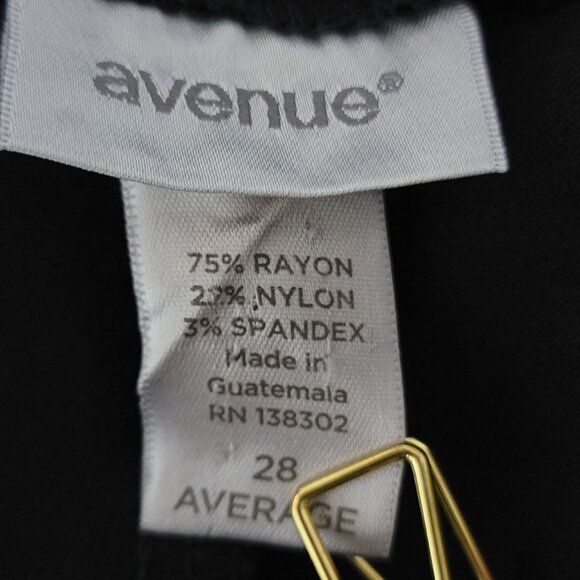 avenue®
75% RAYON
22% NYLON
3% SPANDEX
Made in
Guatemala
RN 138302
28
AVERAGE